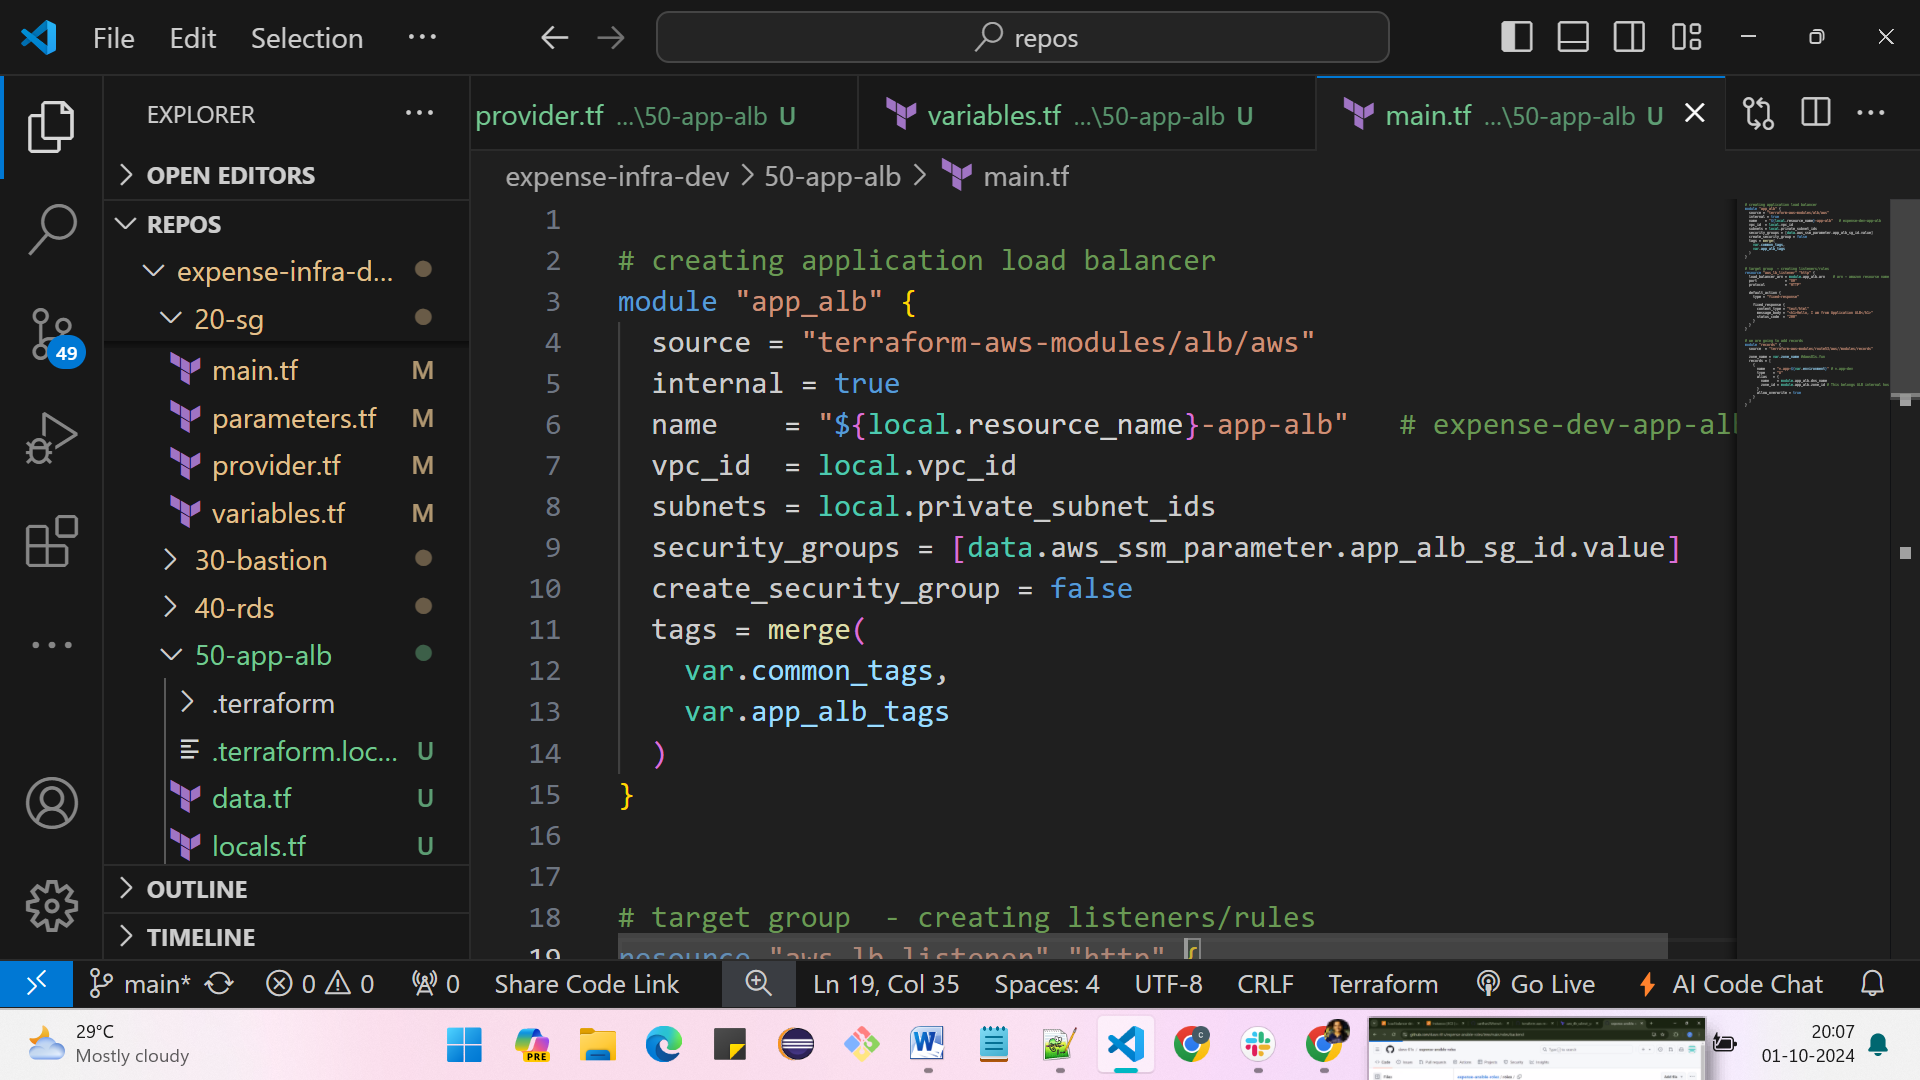 File Edit Selection ...
repos
EXPLORER ...
OPEN EDITORS
REPOS
expense-infra-d...
20-sg
main.tf M
parameters.tf M
provider.tf M
variables.tf M
30-bastion
40-rds
50-app-alb
.terraform
.terraform.loc... U
data.tf U
locals.tf U
OUTLINE
TIMELINE
49
provider.tf ...\50-app-alb U
variables.tf ...\50-app-alb U
main.tf ...\50-app-alb U
expense-infra-dev > 50-app-alb > main.tf
1
2 # creating application load balancer
3 module "app_alb" {
4 source = "terraform-aws-modules/alb/aws"
5 internal = true
6 name    = "${local.resource_name}-app-alb"   # expense-dev-app-al
7 vpc_id  = local.vpc_id
8 subnets = local.private_subnet_ids
9 security_groups = [data.aws_ssm_parameter.app_alb_sg_id.value]
10 create_security_group = false
11 tags = merge(
12 var.common_tags,
13 var.app_alb_tags
14 )
15 }
16
17
18 # target group  - creating listeners/rules
19 resource "aws_lb_listener" "http" {
main* 0 0 0 Share Code Link Ln 19, Col 35 Spaces: 4 UTF-8 CRLF Terraform Go Live AI Code Chat
29°C
Mostly cloudy
PRE
20:07
01-10-2024